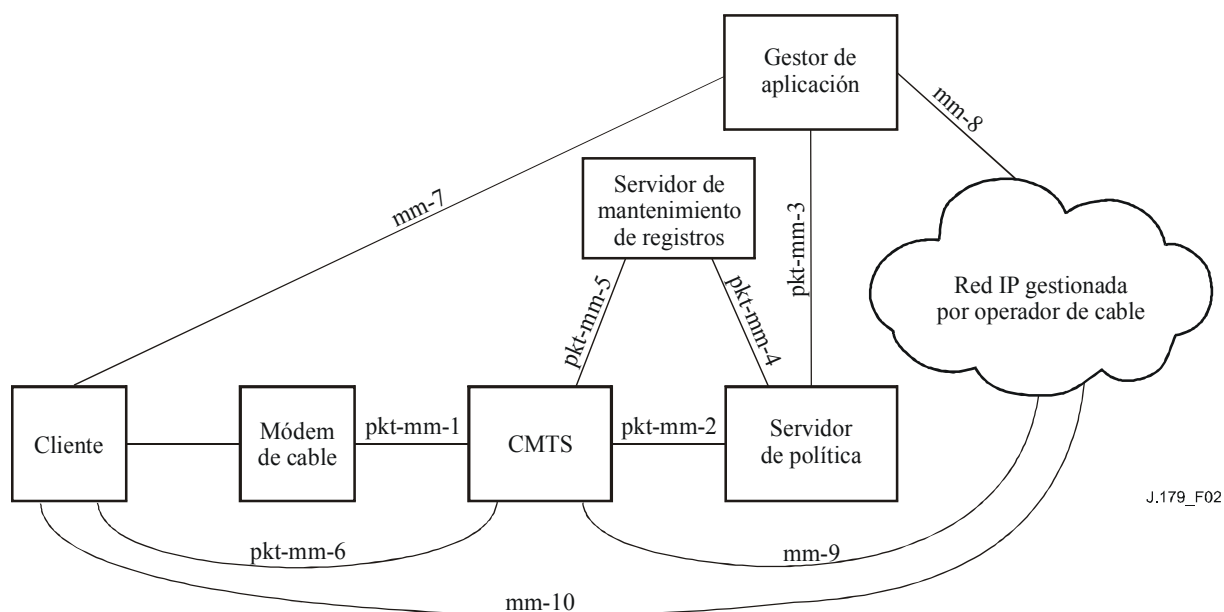 Gestor de
aplicación
mm-8
mm-7
Servidor de
mantenimiento
de registros
pkt-mm-3
Red IP gestionada
por operador de cable
pkt-mm-5
pkt-mm-4
Cliente
Módem
de cable
pkt-mm-1
CMTS
pkt-mm-2
Servidor
de política
J.179_F02
pkt-mm-6
mm-9
mm-10